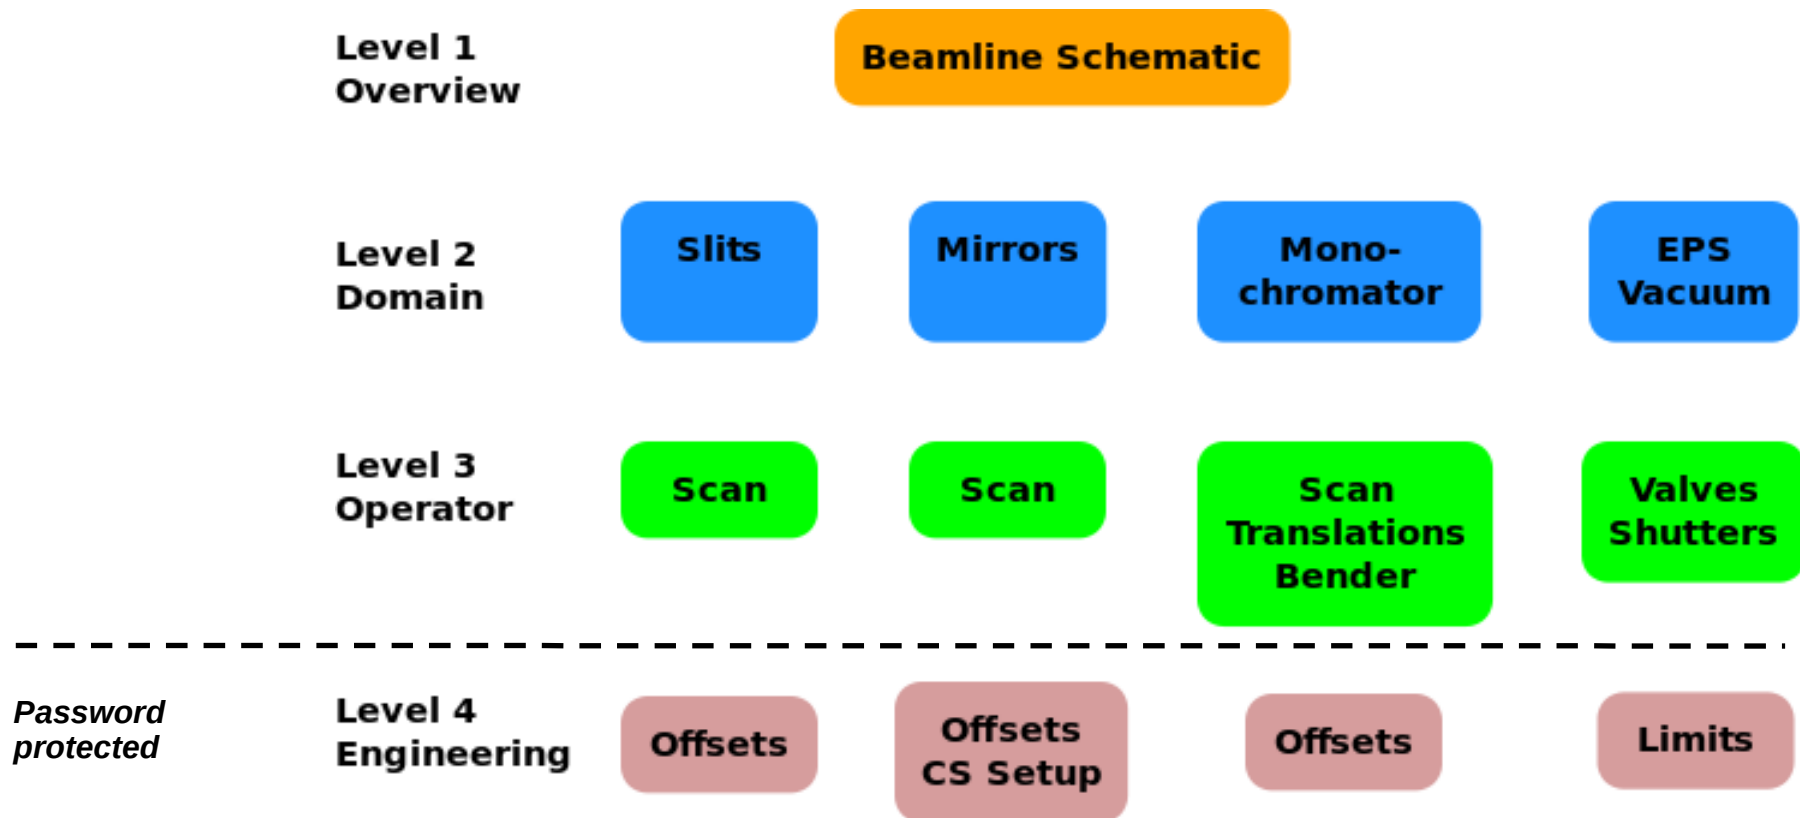 Level 1
Overview
Beamline Schematic
Level 2
Domain
Slits
Mirrors
Mono-
chromator
EPS
Vacuum
Level 3
Operator
Scan
Scan
Scan
Translations
Bender
Valves
Shutters
Password
protected
Level 4
Engineering
Offsets
Offsets
CS Setup
Offsets
Limits